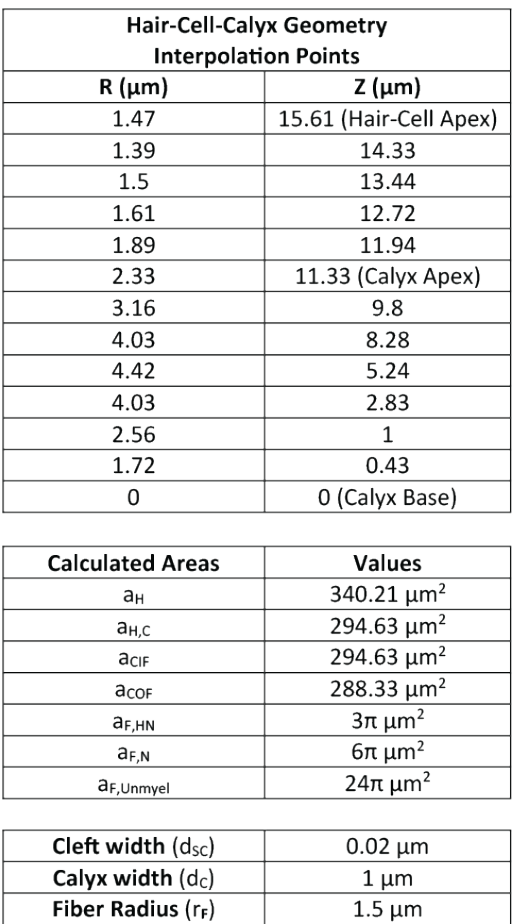 Hair-Cell-Calyx Geometry
Interpolation Points
R (μm) Z (μm)
1.47 15.61 (Hair-Cell Apex)
1.39 14.33
1.5 13.44
1.61 12.72
1.89 11.94
2.33 11.33 (Calyx Apex)
3.16 9.8
4.03 8.28
4.42 5.24
4.03 2.83
2.56 1
1.72 0.43
0 0 (Calyx Base)
Calculated Areas Values
aH 340.21 μm²
aH,C 294.63 μm²
aCIF 294.63 μm²
aCOF 288.33 μm²
aF,HN 3π μm²
aF,N 6π μm²
aF,Unmyel 24π μm²
Cleft width (dSC) 0.02 μm
Calyx width (dC) 1 μm
Fiber Radius (rF) 1.5 μm